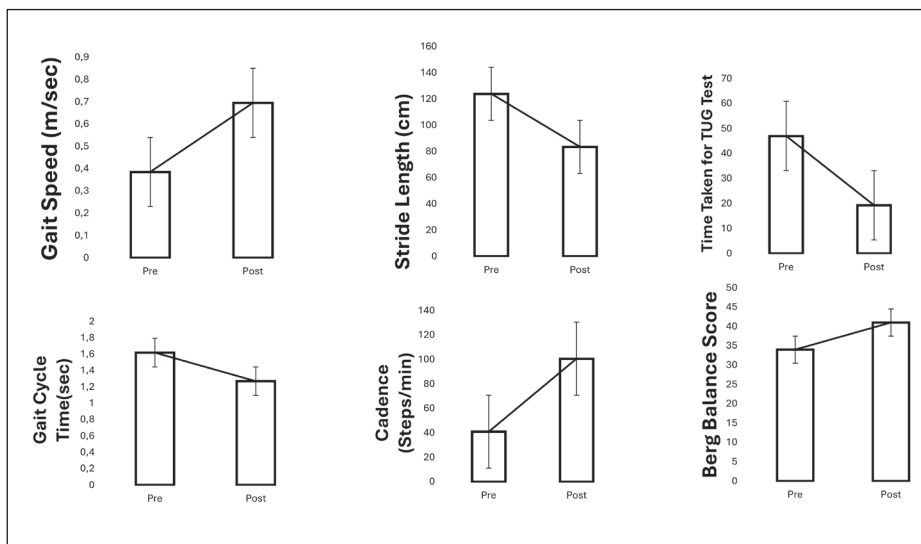 Gait Speed (m/sec)
0,9
0,8
0,7
0,6
0,5
0,4
0,3
0,2
0,1
0
Pre
Post
Stride Length (cm)
160
140
120
100
80
60
40
20
0
Pre
Post
Time Taken for TUG Test
70
60
50
40
30
20
10
0
Pre
Post
Gait Cycle
Time(sec)
2
1,8
1,6
1,4
1,2
1
0,8
0,6
0,4
0,2
0
Pre
Post
Cadence
(Steps/min)
140
120
100
80
60
40
20
0
Pre
Post
Berg Balance Score
50
45
40
35
30
25
20
15
10
5
0
Pre
Post